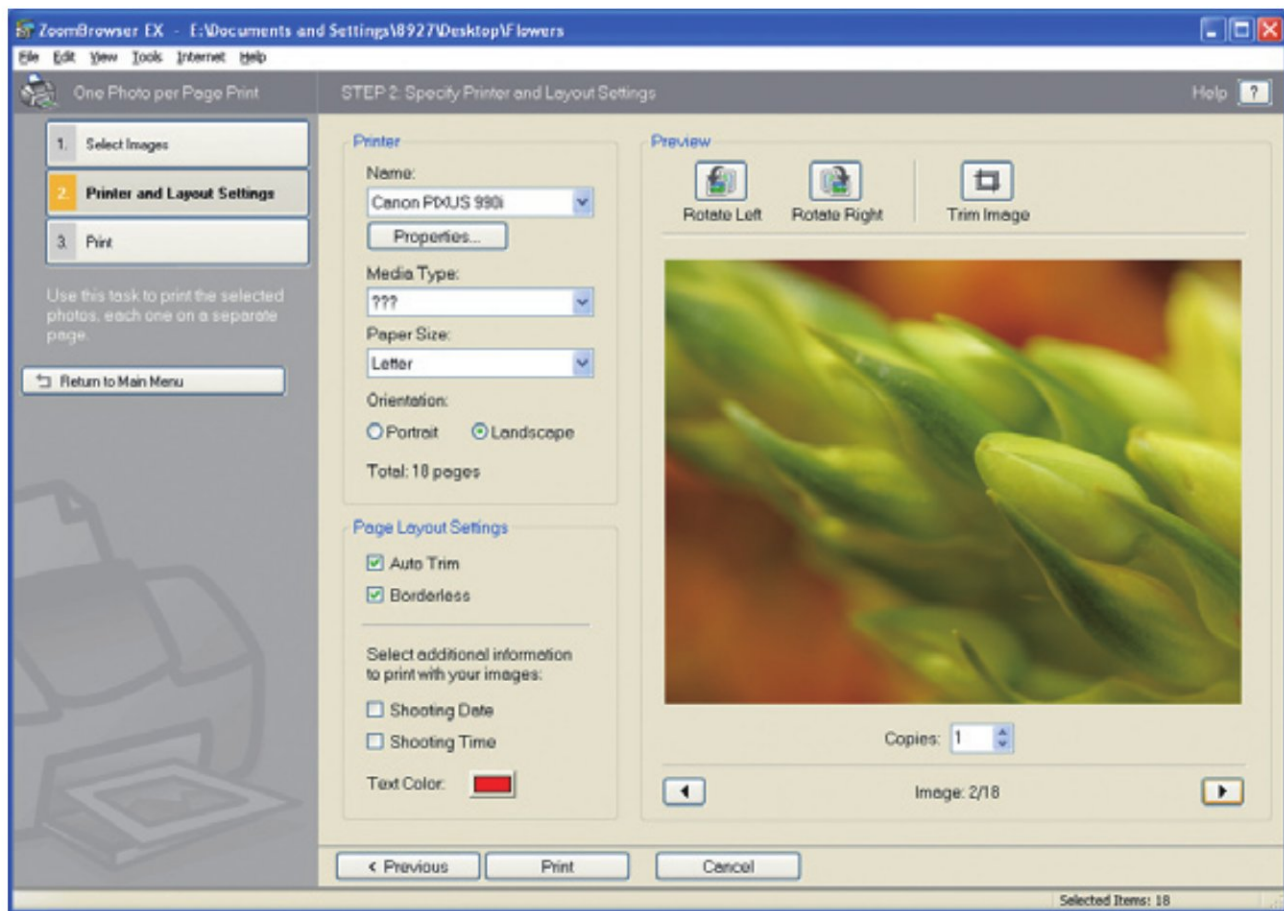 ZoomBrowser EX - E:\Documents and Settings\8927\Desktop\Flowers
File Edit View Tools Internet Help
One Photo per Page Print
STEP 2: Specify Printer and Layout Settings
Help ?
1. Select Images
2. Printer and Layout Settings
3. Print
Use this task to print the selected
photos, each one on a separate
page.
Return to Main Menu
Printer
Name:
Canon PIXUS 990i
Properties...
Media Type:
???
Paper Size:
Letter
Orientation:
Portrait Landscape
Total: 18 pages
Page Layout Settings
Auto Trim
Borderless
Select additional information
to print with your images:
Shooting Date
Shooting Time
Text Color:
Preview
Rotate Left Rotate Right Trim Image
Copies: 1
Image: 2/18
< Previous Print Cancel
Selected Items: 18